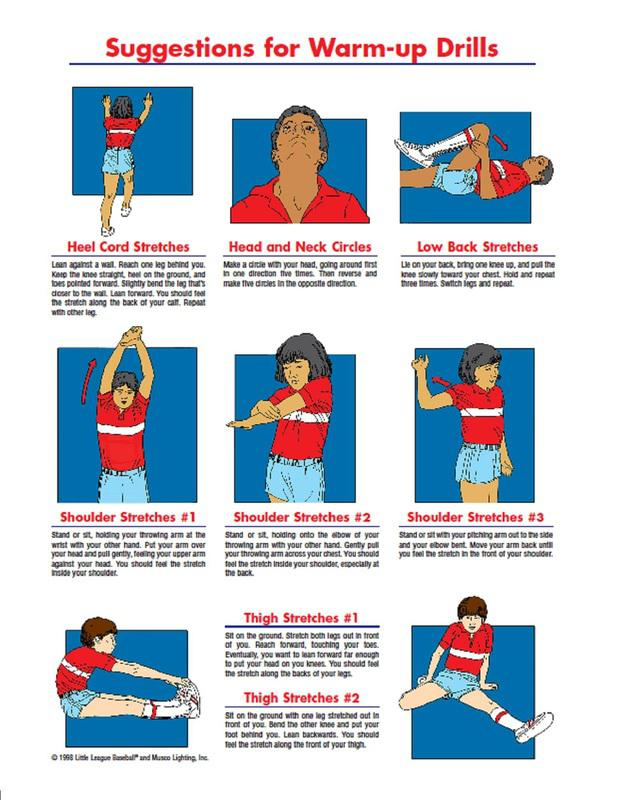 Suggestions for Warm-up Drills
Heel Cord Stretches
Lean against a wall. Reach one leg behind you.
Keep the knee straight, heel on the ground, and
toes pointed forward. Slightly bend the leg that's
closer to the wall. Lean forward. You should feel
the stretch along the back of your calf. Repeat
with other leg.
Head and Neck Circles
Make a circle with your head, going around first
in one direction five times. Then reverse and
make five circles in the opposite direction.
Low Back Stretches
Lie on your back, bring one knee up, and pull the
knee slowly toward your chest. Hold and repeat
three times. Switch legs and repeat.
Shoulder Stretches #1
Stand or sit, holding your throwing arm at the
wrist with your other hand. Put your arm over
your head and pull gently, feeling your upper arm
against your head. You should feel the stretch
inside your shoulder.
Shoulder Stretches #2
Stand or sit, holding onto the elbow of your
throwing arm with your other hand. Gently pull
your throwing arm across your chest. You should
feel the stretch inside your shoulder, especially at
the back.
Shoulder Stretches #3
Stand or sit with your pitching arm out to the side
and your elbow bent. Move your arm back until
you feel the stretch in the front of your shoulder.
Thigh Stretches #1
Sit on the ground. Stretch both legs out in front
of you. Reach forward, touching your toes.
Eventually, you want to lean forward far enough
to put your head on you knees. You should feel
the stretch along the backs of your legs.
Thigh Stretches #2
Sit on the ground with one leg stretched out in
front of you. Bend the other knee and put your
foot behind you. Lean backwards. You should
feel the stretch along the front of your thigh.
© 1998 Little League Baseball® and Musco Lighting, Inc.